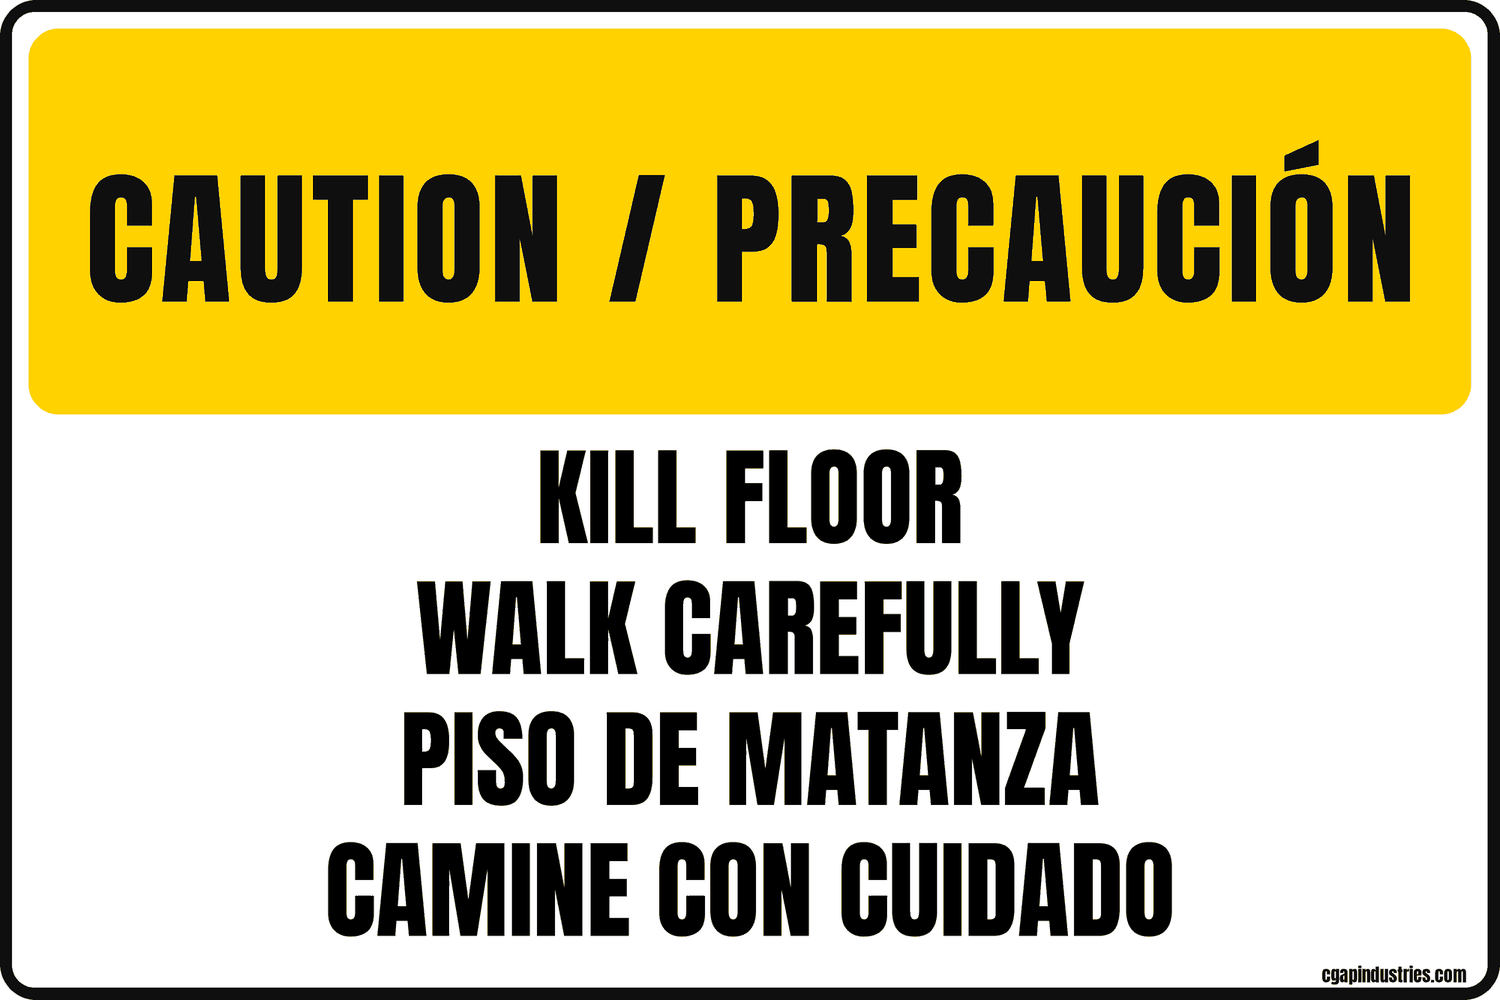 CAUTION / PRECAUCIÓN
KILL FLOOR
WALK CAREFULLY
PISO DE MATANZA
CAMINE CON CUIDADO
cgapindustries.com